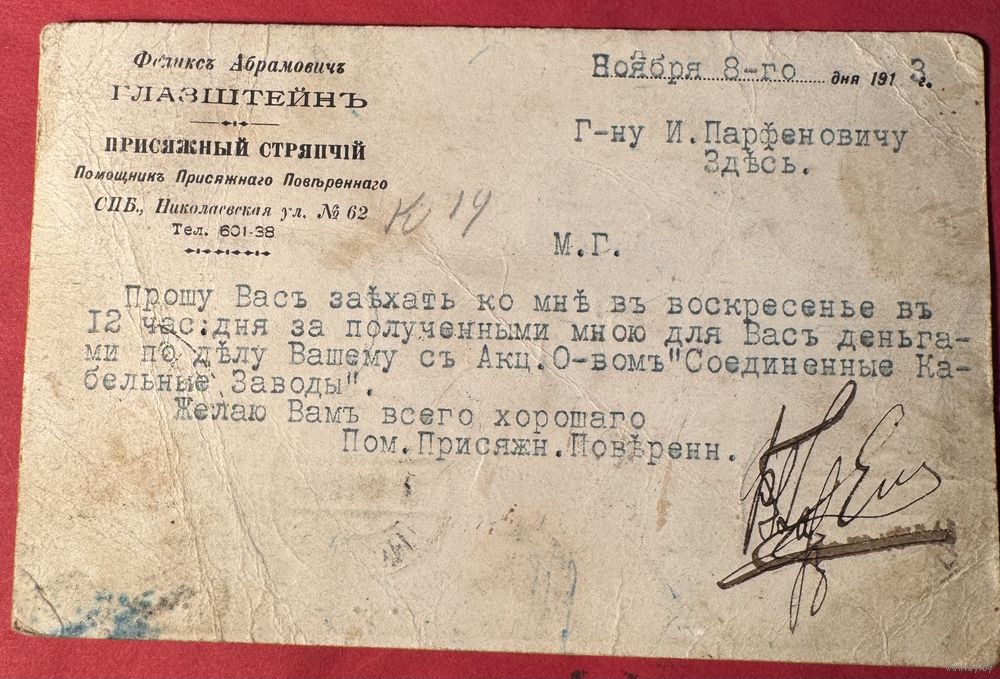 Феликсъ Абрамовичъ
ГЛАЗШТЕЙНЪ
ПРИСЯЖНЫЙ СТРЯПЧІЙ
Помощникъ Присяжнаго Повѣреннаго
СПБ., Николаевская ул. № 62
Тел. 601-38
К 19
Ноября 8-го дня 1913 г.
Г-ну И.Парфеновичу
Здѣсь.
М.Г.
Прошу Васъ заѣхать ко мнѣ въ воскресенье въ
I2 час.дня за полученными мною для Васъ деньга-
ми по дѣлу Вашему съ Акц.О-вомъ"Соединенные Ка-
бельные Заводы".
Желаю Вамъ всего хорошаго
Пом.Присяжн.Повѣренн.